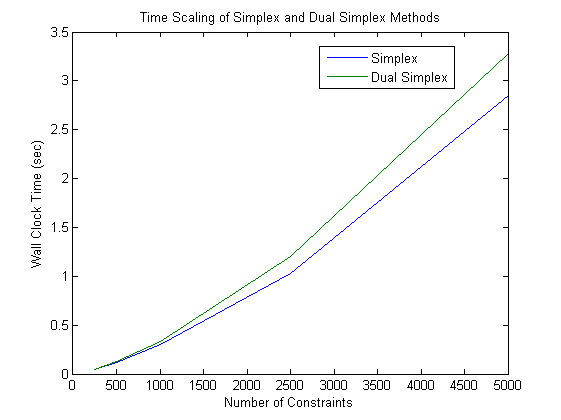 Time Scaling of Simplex and Dual Simplex Methods
3.5
3
2.5
2
1.5
1
0.5
0
Wall Clock Time (sec)
Simplex
Dual Simplex
0 500 1000 1500 2000 2500 3000 3500 4000 4500 5000
Number of Constraints